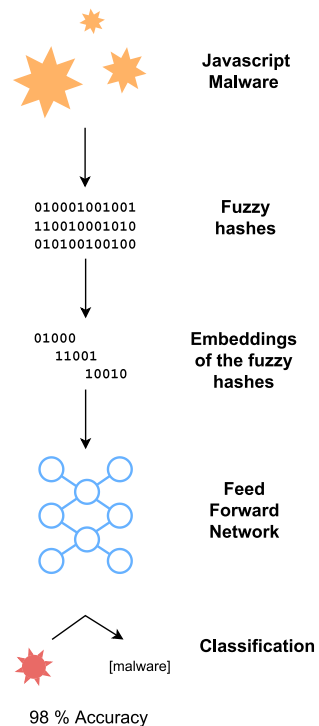 Javascript
Malware
010001001001
110010001010
010100100100
Fuzzy
hashes
01000
11001
10010
Embeddings
of the fuzzy
hashes
Feed
Forward
Network
Classification
[malware]
98 % Accuracy